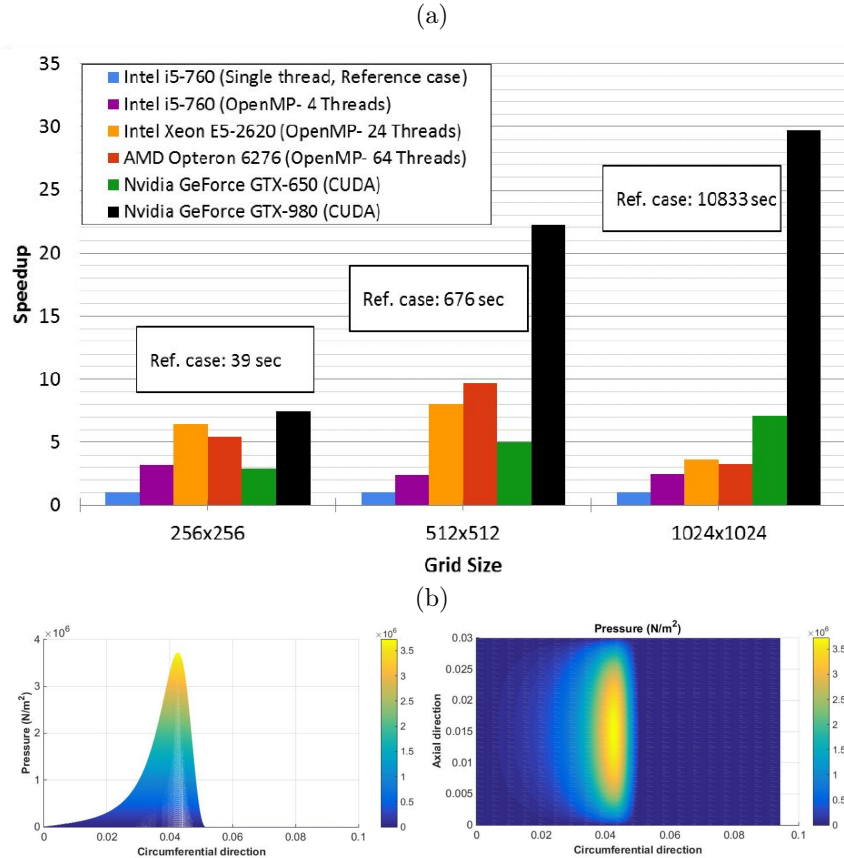 (a)
35
30
25
20
15
10
5
0
Speedup
Intel i5-760 (Single thread, Reference case)
Intel i5-760 (OpenMP- 4 Threads)
Intel Xeon E5-2620 (OpenMP- 24 Threads)
AMD Opteron 6276 (OpenMP- 64 Threads)
Nvidia GeForce GTX-650 (CUDA)
Nvidia GeForce GTX-980 (CUDA)
Ref. case: 39 sec
Ref. case: 676 sec
Ref. case: 10833 sec
256x256 512x512 1024x1024
Grid Size
(b)
×10⁶
4
3
2
1
0
Pressure (N/m²)
0 0.02 0.04 0.06 0.08 0.1
Circumferential direction
×10⁶
3.5
3
2.5
2
1.5
1
0.5
0
Pressure (N/m²)
0.03
0.025
0.02
0.015
0.01
0.005
0
Axial direction
0 0.02 0.04 0.06 0.08 0.1
Circumferential direction
×10⁶
3.5
3
2.5
2
1.5
1
0.5
0